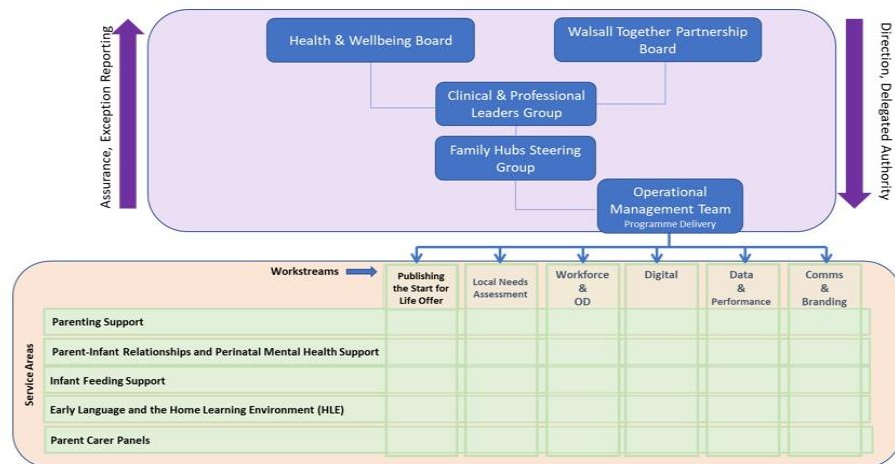 Assurance, Exception Reporting
Health & Wellbeing Board
Walsall Together Partnership
Board
Direction, Delegated Authority
Clinical & Professional
Leaders Group
Family Hubs Steering
Group
Operational
Management Team
Programme Delivery
Workstreams
Publishing
the Start for
Life Offer
Local Needs
Assessment
Workforce
&
OD
Digital
Data
&
Performance
Comms
&
Branding
Service Areas
Parenting Support
Parent-Infant Relationships and Perinatal Mental Health Support
Infant Feeding Support
Early Language and the Home Learning Environment (HLE)
Parent Carer Panels